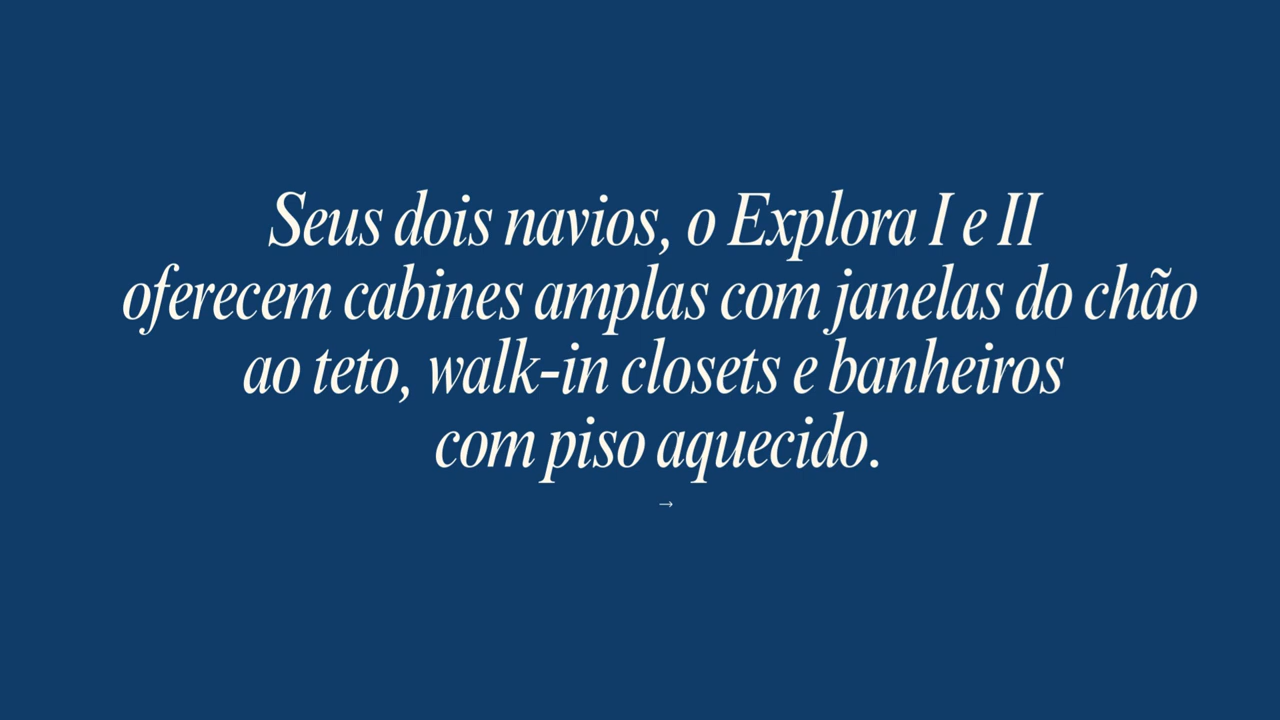 Seus dois navios, o Explora I e II
oferecem cabines amplas com janelas do chão
ao teto, walk-in closets e banheiros
com piso aquecido.
→